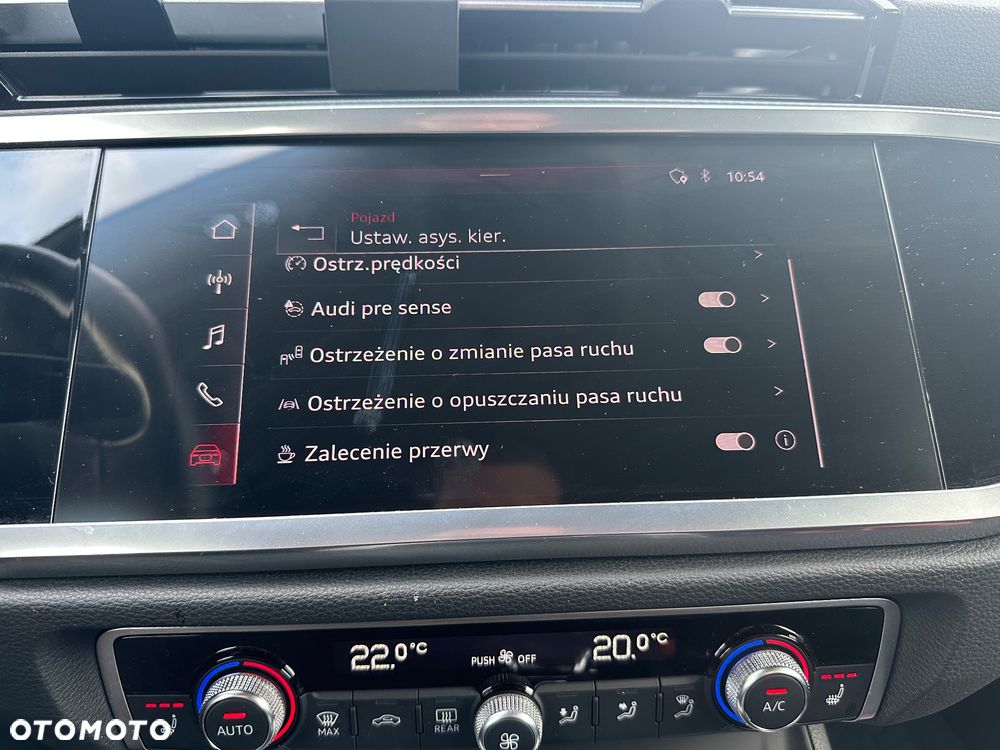 10:54
Pojazd
Ustaw. asys. kier.
Ostrz.prędkości
Audi pre sense
Ostrzeżenie o zmianie pasa ruchu
Ostrzeżenie o opuszczaniu pasa ruchu
Zalecenie przerwy
22.0°C
PUSH OFF
20.0°C
AUTO
MAX
REAR
A/C
OTOMOTO